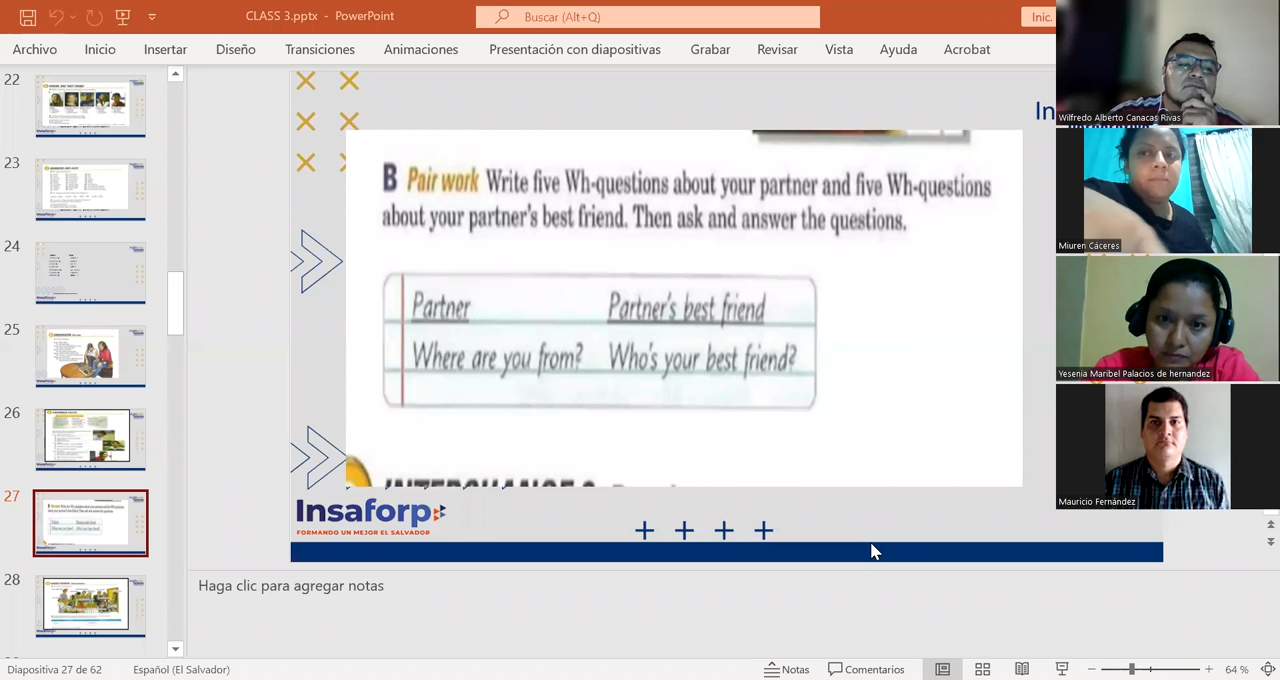 CLASS 3.pptx - PowerPoint
Buscar (Alt+Q)
Inic.
Archivo Inicio Insertar Diseño Transiciones Animaciones Presentación con diapositivas Grabar Revisar Vista Ayuda Acrobat
22
23
24
25
26
27
28
In
B Pair work Write five Wh-questions about your partner and five Wh-questions
about your partner's best friend. Then ask and answer the questions.
Partner Partner's best friend
Where are you from? Who's your best friend?
Insaforp
FORMANDO UN MEJOR EL SALVADOR
Wilfredo Alberto Canacas Rivas
Miuren Cáceres
Yesenia Maribel Palacios de hernandez
Mauricio Fernández
Haga clic para agregar notas
Diapositiva 27 de 62 Español (El Salvador) Notas Comentarios 64 %